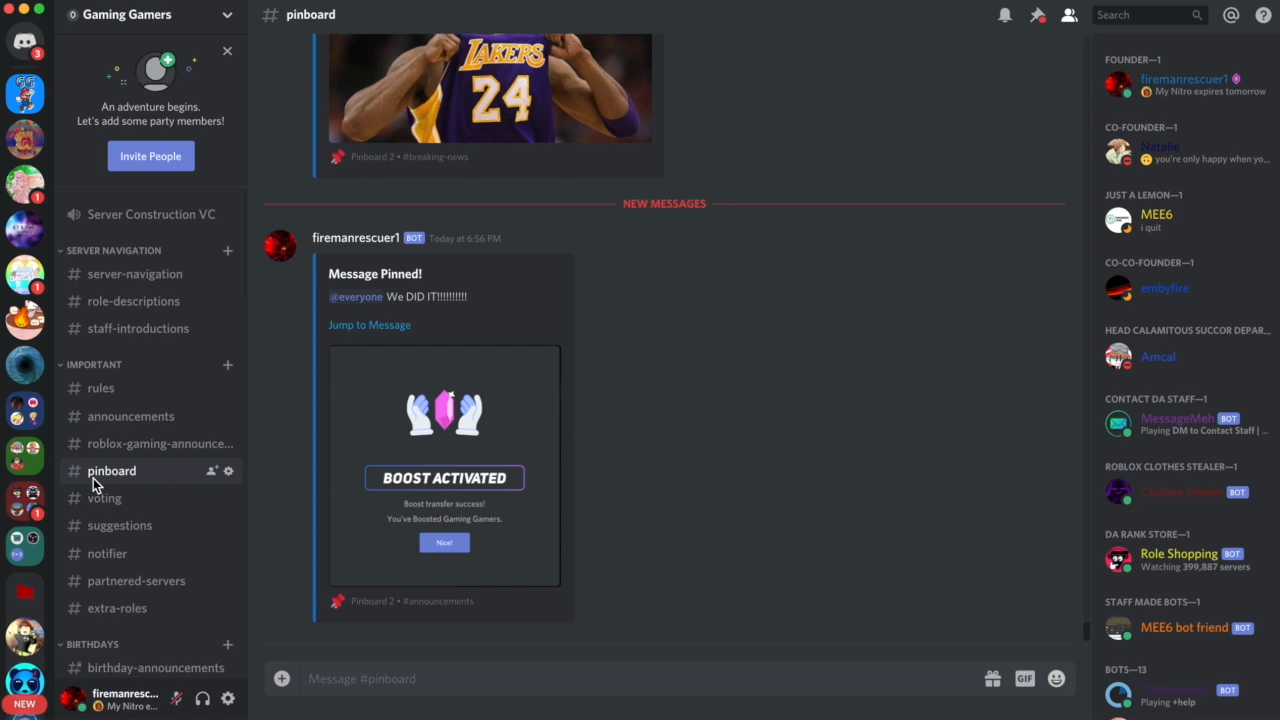 Gaming Gamers
# pinboard
Search
3
An adventure begins.
Let's add some party members!
Invite People
Server Construction VC
SERVER NAVIGATION
# server-navigation
# role-descriptions
# staff-introductions
IMPORTANT
# rules
# announcements
# roblox-gaming-announce...
# pinboard
# voting
# suggestions
# notifier
# partnered-servers
# extra-roles
BIRTHDAYS
birthday-announcements
1
1
1
NEW
firemanresc...
My Nitro e...
LAKERS
24
Pinboard 2 • #breaking-news
NEW MESSAGES
firemanrescuer1 BOT Today at 6:56 PM
Message Pinned!
@everyone We DID IT!!!!!!!!!!
Jump to Message
BOOST ACTIVATED
Boost transfer success!
You've Boosted Gaming Gamers.
Nice!
Pinboard 2 • #announcements
Message #pinboard
GIF
FOUNDER—1
firemanrescuer1
My Nitro expires tomorrow
CO-FOUNDER—1
Natalie
you're only happy when yo...
JUST A LEMON—1
MEE6
i quit
CO-CO-FOUNDER—1
embyfire
HEAD CALAMITOUS SUCCOR DEPAR...
Amcal
CONTACT DA STAFF—1
MessageMeh BOT
Playing DM to Contact Staff | ...
ROBLOX CLOTHES STEALER—1
Clothes Stealer BOT
DA RANK STORE—1
Role Shopping BOT
Watching 399,887 servers
STAFF MADE BOTS—1
MEE6 bot friend BOT
BOTS—13
BOT
Playing +help